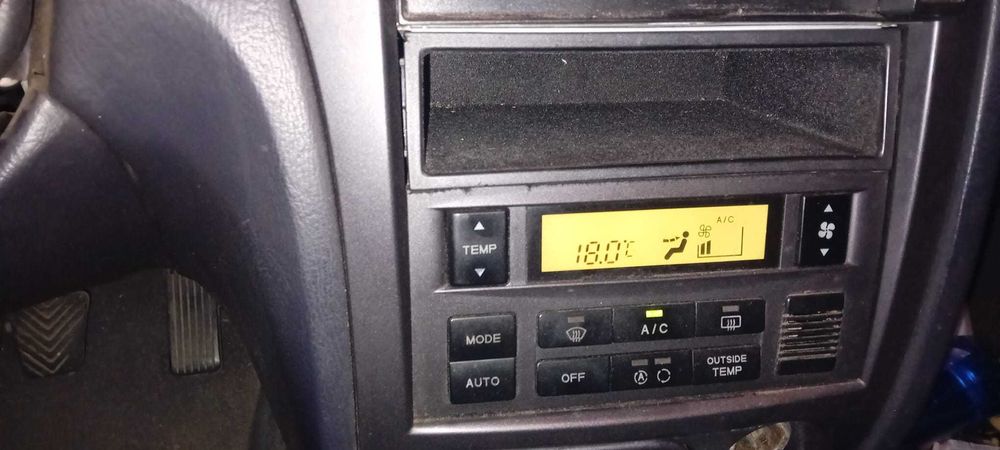 A/C
TEMP
18.0°C
MODE
A/C
AUTO
OFF
A
OUTSIDE
TEMP